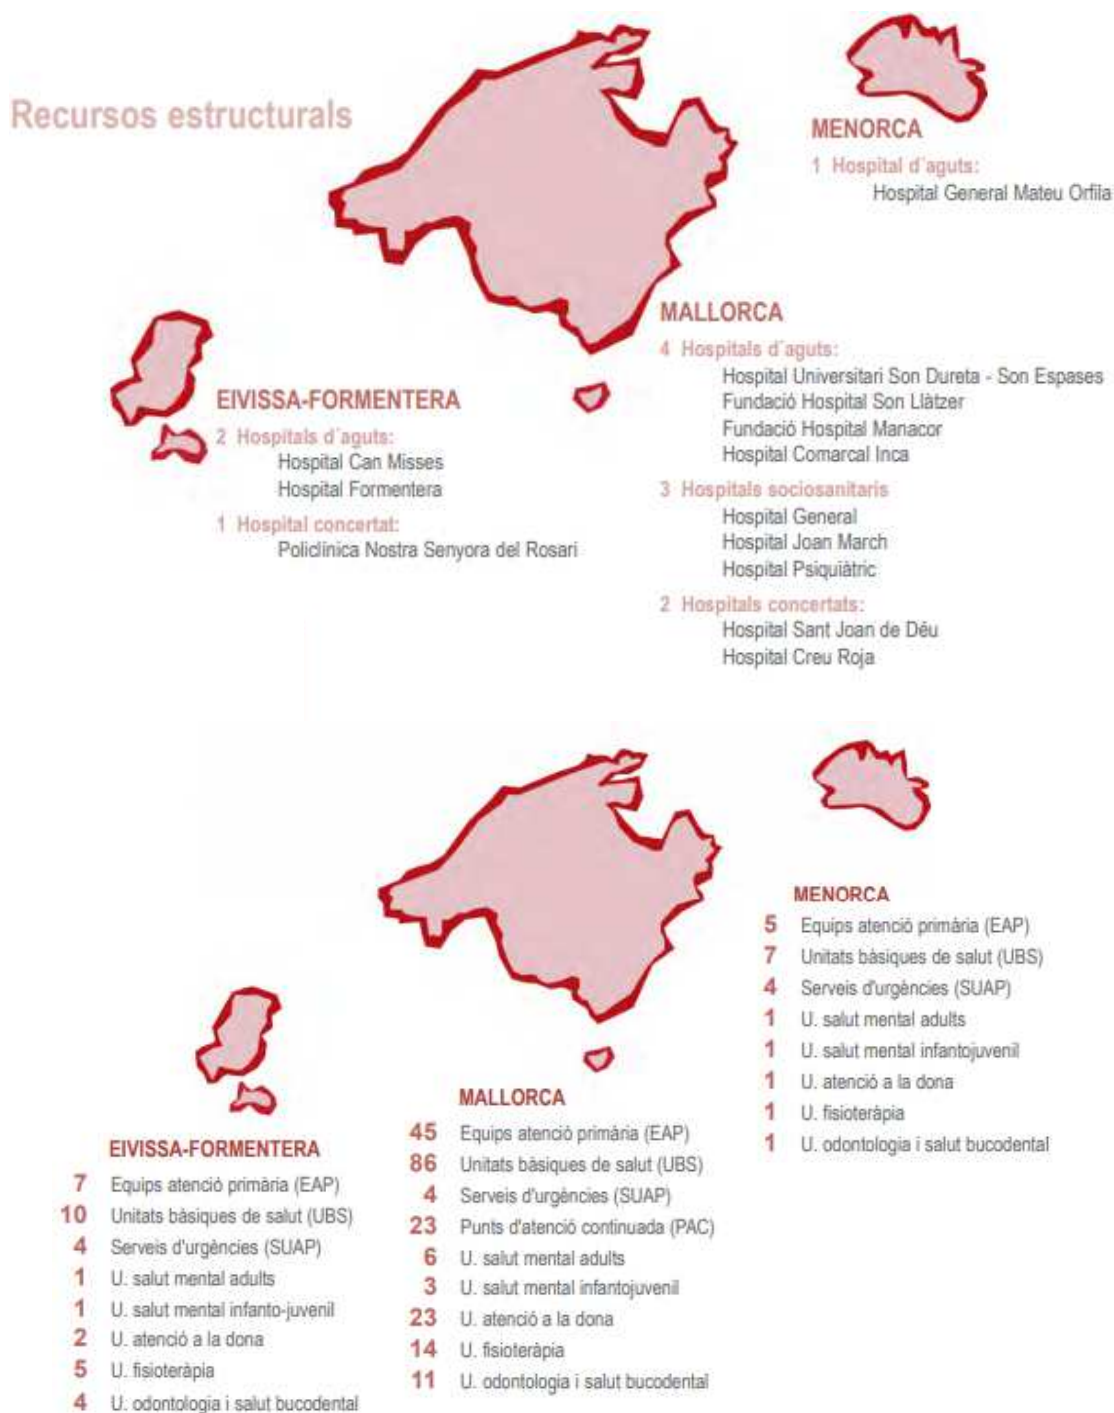 Recursos estructurals
MENORCA
1 Hospital d´aguts:
Hospital General Mateu Orfila
MALLORCA
4 Hospitals d´aguts:
Hospital Universitari Son Dureta - Son Espases
Fundació Hospital Son Llàtzer
Fundació Hospital Manacor
Hospital Comarcal Inca
3 Hospitals sociosanitaris
Hospital General
Hospital Joan March
Hospital Psiquiàtric
2 Hospitals concertats:
Hospital Sant Joan de Déu
Hospital Creu Roja
EIVISSA-FORMENTERA
2 Hospitals d´aguts:
Hospital Can Misses
Hospital Formentera
1 Hospital concertat:
Policlínica Nostra Senyora del Rosari
MENORCA
5 Equips atenció primària (EAP)
7 Unitats bàsiques de salut (UBS)
4 Serveis d'urgències (SUAP)
1 U. salut mental adults
1 U. salut mental infantojuvenil
1 U. atenció a la dona
1 U. fisioteràpia
1 U. odontologia i salut bucodental
MALLORCA
45 Equips atenció primària (EAP)
86 Unitats bàsiques de salut (UBS)
4 Serveis d'urgències (SUAP)
23 Punts d'atenció continuada (PAC)
6 U. salut mental adults
3 U. salut mental infantojuvenil
23 U. atenció a la dona
14 U. fisioteràpia
11 U. odontologia i salut bucodental
EIVISSA-FORMENTERA
7 Equips atenció primària (EAP)
10 Unitats bàsiques de salut (UBS)
4 Serveis d'urgències (SUAP)
1 U. salut mental adults
1 U. salut mental infanto-juvenil
2 U. atenció a la dona
5 U. fisioteràpia
4 U. odontologia i salut bucodental